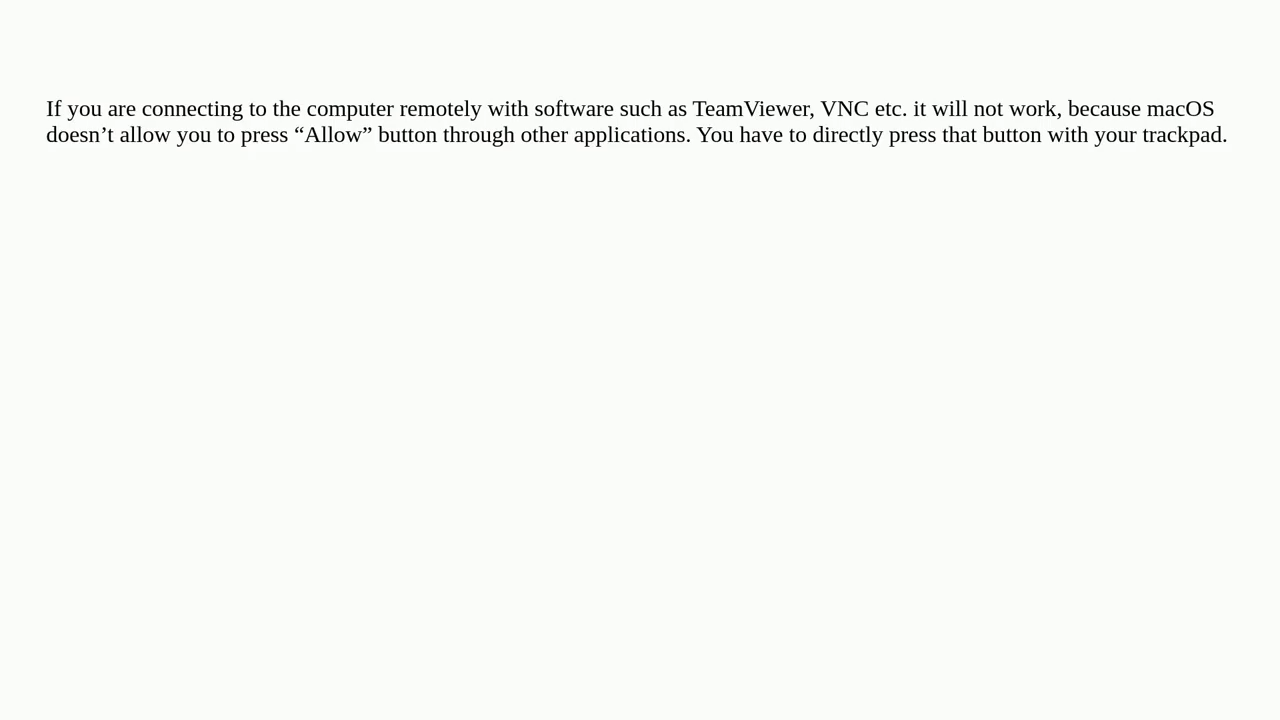 If you are connecting to the computer remotely with software such as TeamViewer, VNC etc. it will not work, because macOS
doesn’t allow you to press “Allow” button through other applications. You have to directly press that button with your trackpad.